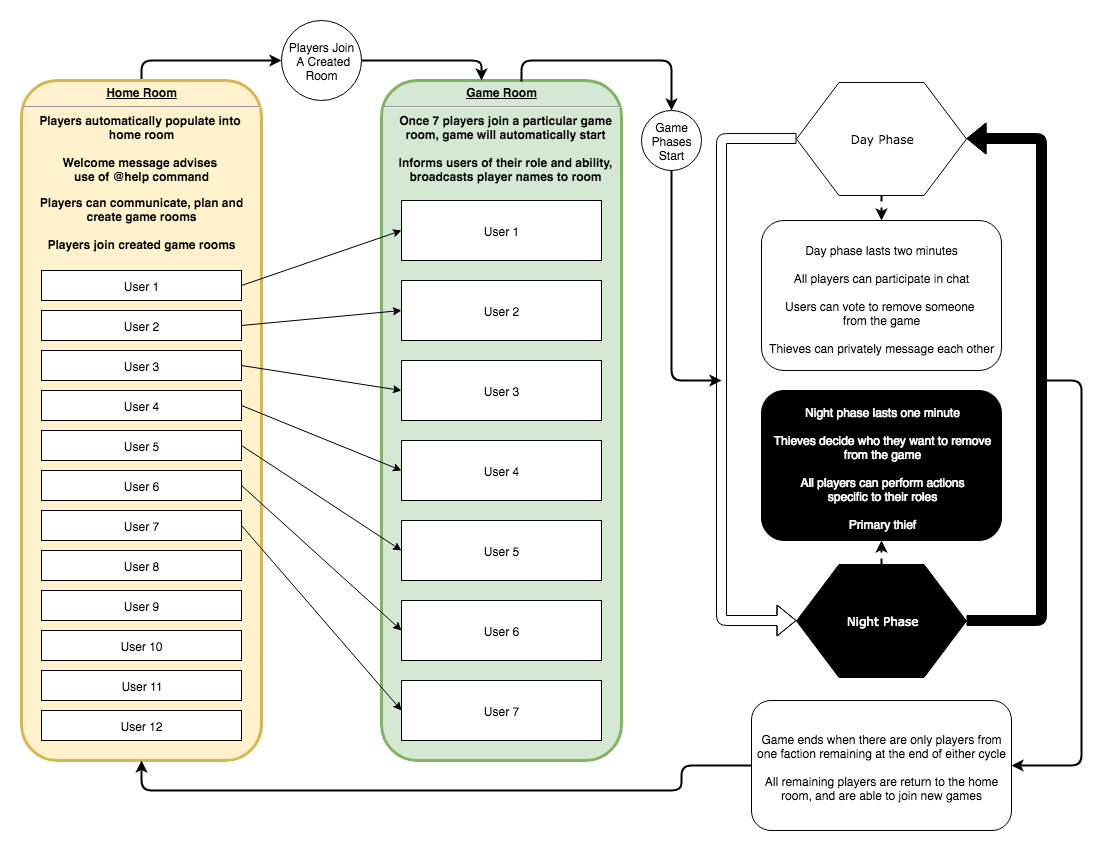 Players Join
A Created
Room
Home Room
Players automatically populate into
home room
Welcome message advises
use of @help command
Players can communicate, plan and
create game rooms
Players join created game rooms
User 1
User 2
User 3
User 4
User 5
User 6
User 7
User 8
User 9
User 10
User 11
User 12
Game Room
Once 7 players join a particular game
room, game will automatically start
Informs users of their role and ability,
broadcasts player names to room
User 1
User 2
User 3
User 4
User 5
User 6
User 7
Game
Phases
Start
Day Phase
Day phase lasts two minutes
All players can participate in chat
Users can vote to remove someone
from the game
Thieves can privately message each other
Night phase lasts one minute
Thieves decide who they want to remove
from the game
All players can perform actions
specific to their roles
Primary thief
Night Phase
Game ends when there are only players from
one faction remaining at the end of either cycle
All remaining players are return to the home
room, and are able to join new games